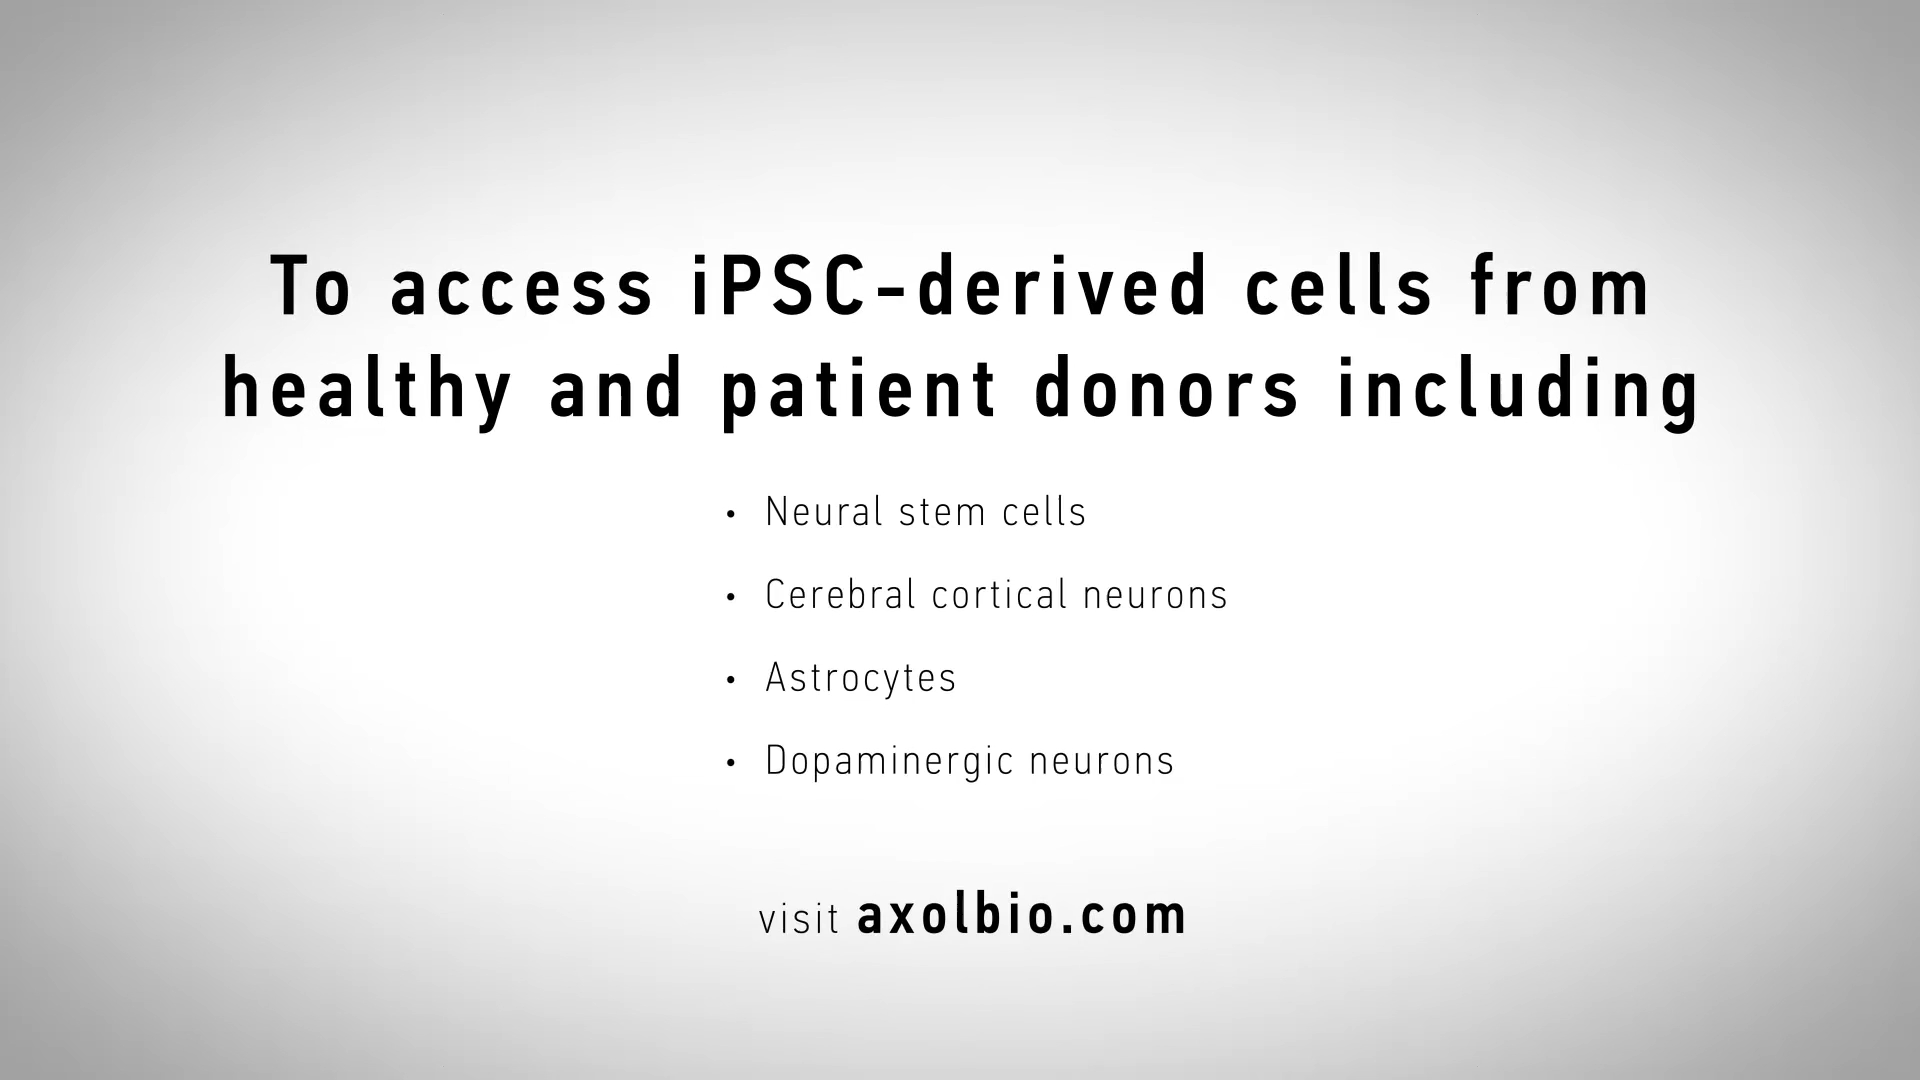 To access iPSC-derived cells from
healthy and patient donors including
• Neural stem cells
• Cerebral cortical neurons
• Astrocytes
• Dopaminergic neurons
visit axolbio.com